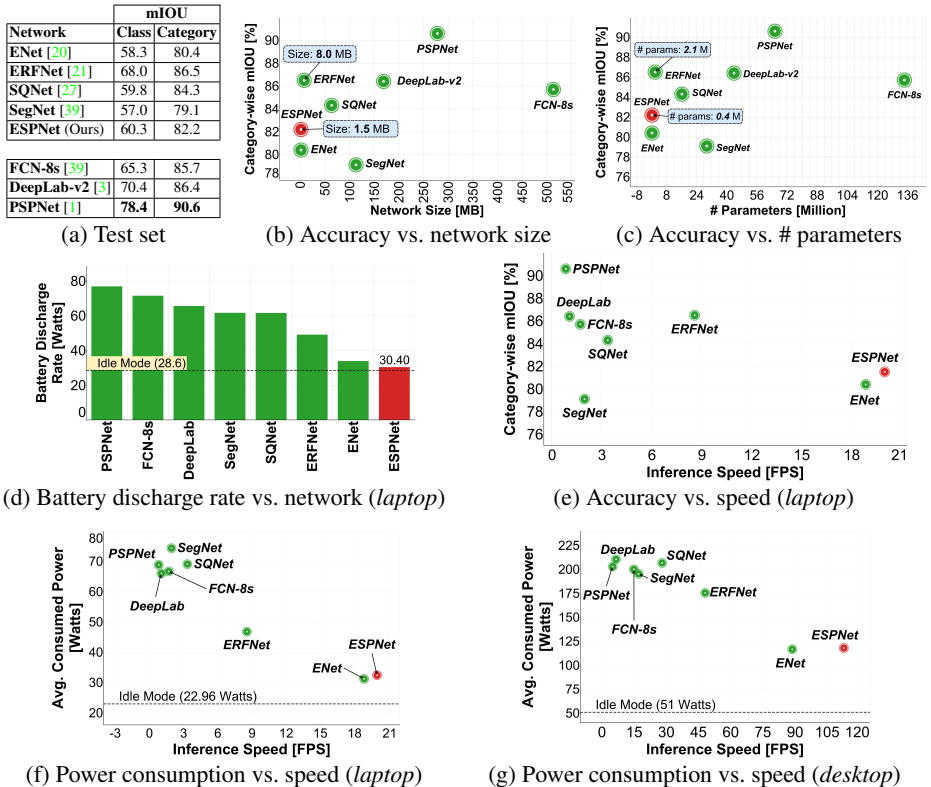 mIOU
Network Class Category
ENet [20] 58.3 80.4
ERFNet [21] 68.0 86.5
SQNet [27] 59.8 84.3
SegNet [39] 57.0 79.1
ESPNet (Ours) 60.3 82.2
FCN-8s [39] 65.3 85.7
DeepLab-v2 [3] 70.4 86.4
PSPNet [1] 78.4 90.6
(a) Test set
Category-wise mIOU [%]
90
88
86
84
82
80
78
PSPNet
Size: 8.0 MB
ERFNet
DeepLab-v2
FCN-8s
SQNet
ESPNet
Size: 1.5 MB
ENet
SegNet
0 50 100 150 200 250 300 350 400 450 500 550
Network Size [MB]
(b) Accuracy vs. network size
Category-wise mIOU [%]
90
88
86
84
82
80
78
76
PSPNet
# params: 2.1 M
ERFNet
DeepLab-v2
FCN-8s
SQNet
ESPNet
# params: 0.4 M
ENet
SegNet
-8 8 24 40 56 72 88 104 120 136
# Parameters [Million]
(c) Accuracy vs. # parameters
Battery Discharge
Rate [Watts]
80
60
40
20
0
Idle Mode (28.6)
30.40
PSPNet
FCN-8s
DeepLab
SegNet
SQNet
ERFNet
ENet
ESPNet
(d) Battery discharge rate vs. network (laptop)
Category-wise mIOU [%]
90
88
86
84
82
80
78
76
PSPNet
DeepLab
FCN-8s
SQNet
ERFNet
ESPNet
ENet
SegNet
0 3 6 9 12 15 18 21
Inference Speed [FPS]
(e) Accuracy vs. speed (laptop)
Avg. Consumed Power
[Watts]
80
70
60
50
40
30
20
SegNet
PSPNet
SQNet
FCN-8s
DeepLab
ERFNet
ESPNet
ENet
Idle Mode (22.96 Watts)
-3 0 3 6 9 12 15 18 21
Inference Speed [FPS]
(f) Power consumption vs. speed (laptop)
Avg. Consumed Power
[Watts]
225
200
175
150
125
100
75
50
DeepLab
SQNet
SegNet
PSPNet
ERFNet
FCN-8s
ESPNet
ENet
Idle Mode (51 Watts)
0 15 30 45 60 75 90 105 120
Inference Speed [FPS]
(g) Power consumption vs. speed (desktop)